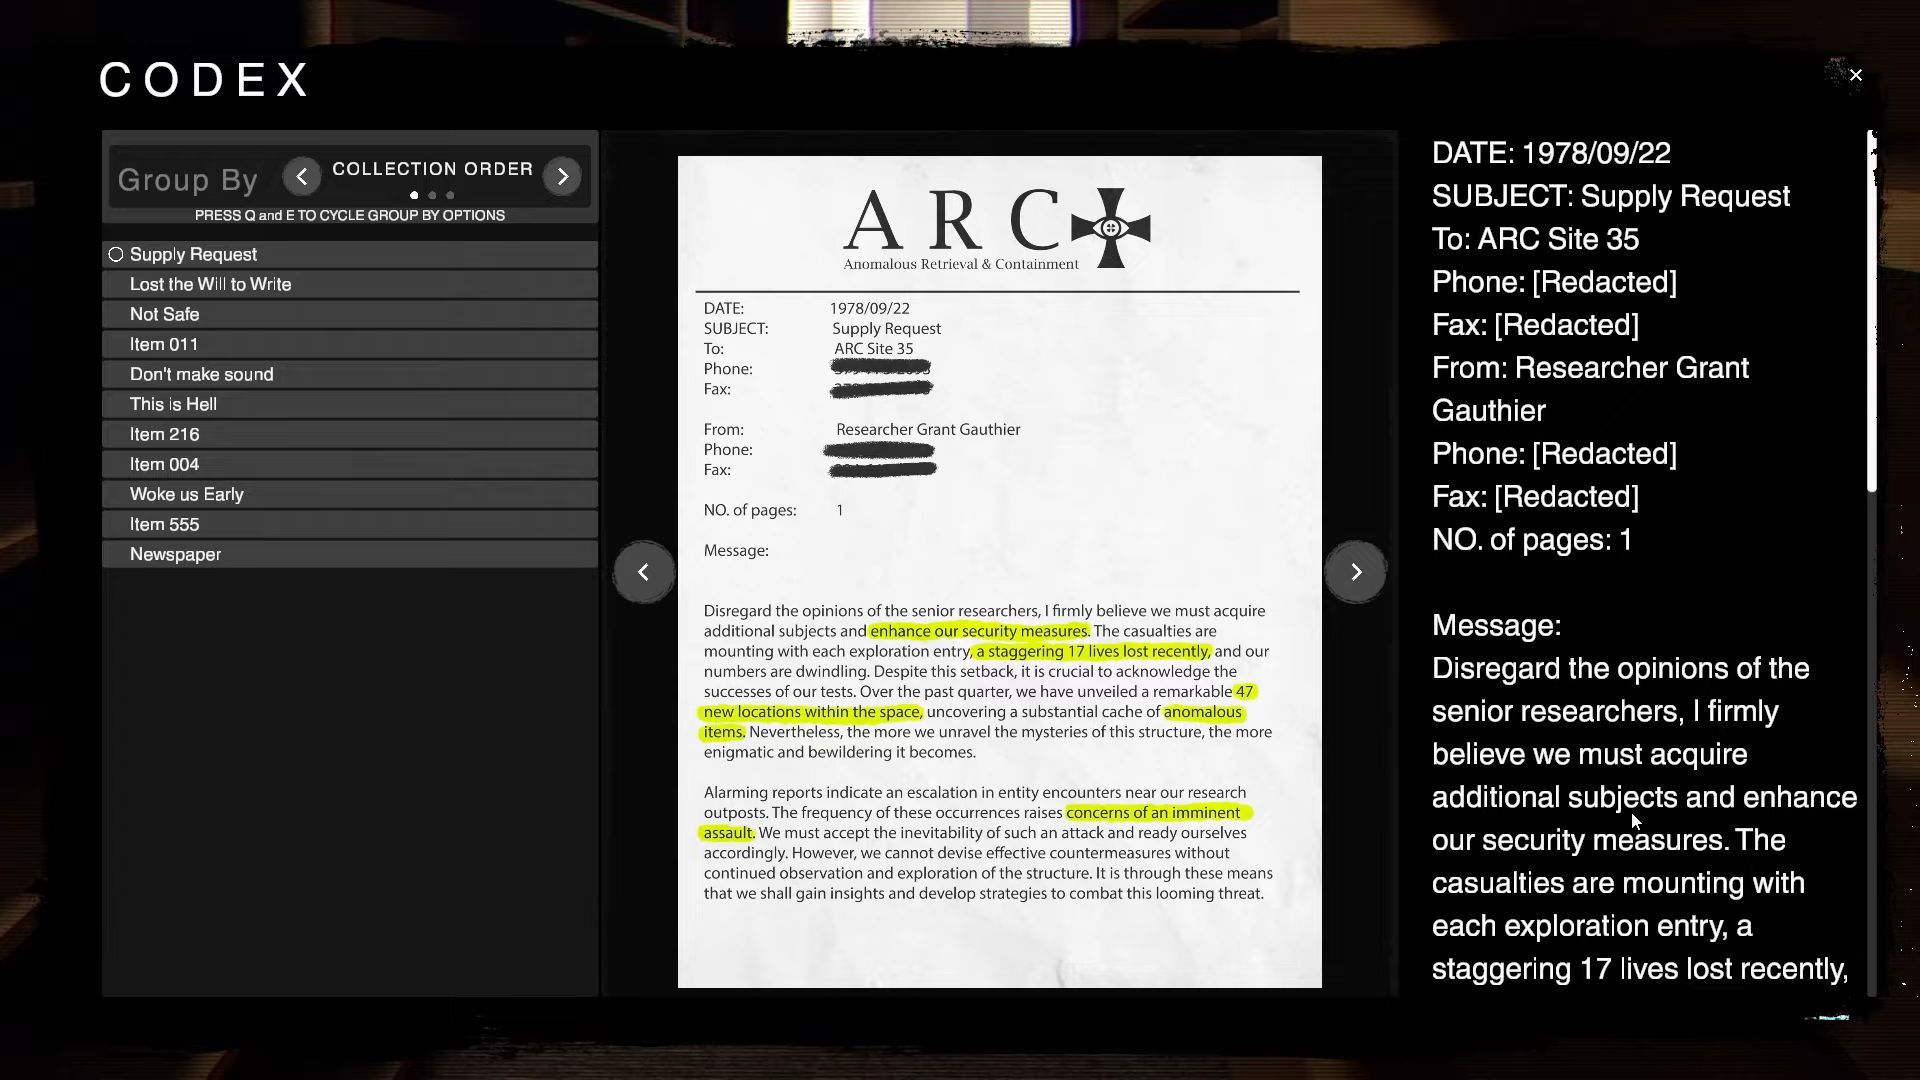 CODEX
Group By
COLLECTION ORDER
PRESS Q and E TO CYCLE GROUP BY OPTIONS
Supply Request
Lost the Will to Write
Not Safe
Item 011
Don't make sound
This is Hell
Item 216
Item 004
Woke us Early
Item 555
Newspaper
ARC
Anomalous Retrieval & Containment
DATE: 1978/09/22
SUBJECT: Supply Request
To: ARC Site 35
Phone:
Fax:
From: Researcher Grant Gauthier
Phone:
Fax:
NO. of pages: 1
Message:
Disregard the opinions of the senior researchers, I firmly believe we must acquire
additional subjects and enhance our security measures. The casualties are
mounting with each exploration entry, a staggering 17 lives lost recently, and our
numbers are dwindling. Despite this setback, it is crucial to acknowledge the
successes of our tests. Over the past quarter, we have unveiled a remarkable 47
new locations within the space, uncovering a substantial cache of anomalous
items. Nevertheless, the more we unravel the mysteries of this structure, the more
enigmatic and bewildering it becomes.
Alarming reports indicate an escalation in entity encounters near our research
outposts. The frequency of these occurrences raises concerns of an imminent
assault. We must accept the inevitability of such an attack and ready ourselves
accordingly. However, we cannot devise effective countermeasures without
continued observation and exploration of the structure. It is through these means
that we shall gain insights and develop strategies to combat this looming threat.
DATE: 1978/09/22
SUBJECT: Supply Request
To: ARC Site 35
Phone: [Redacted]
Fax: [Redacted]
From: Researcher Grant
Gauthier
Phone: [Redacted]
Fax: [Redacted]
NO. of pages: 1
Message:
Disregard the opinions of the
senior researchers, I firmly
believe we must acquire
additional subjects and enhance
our security measures. The
casualties are mounting with
each exploration entry, a
staggering 17 lives lost recently,